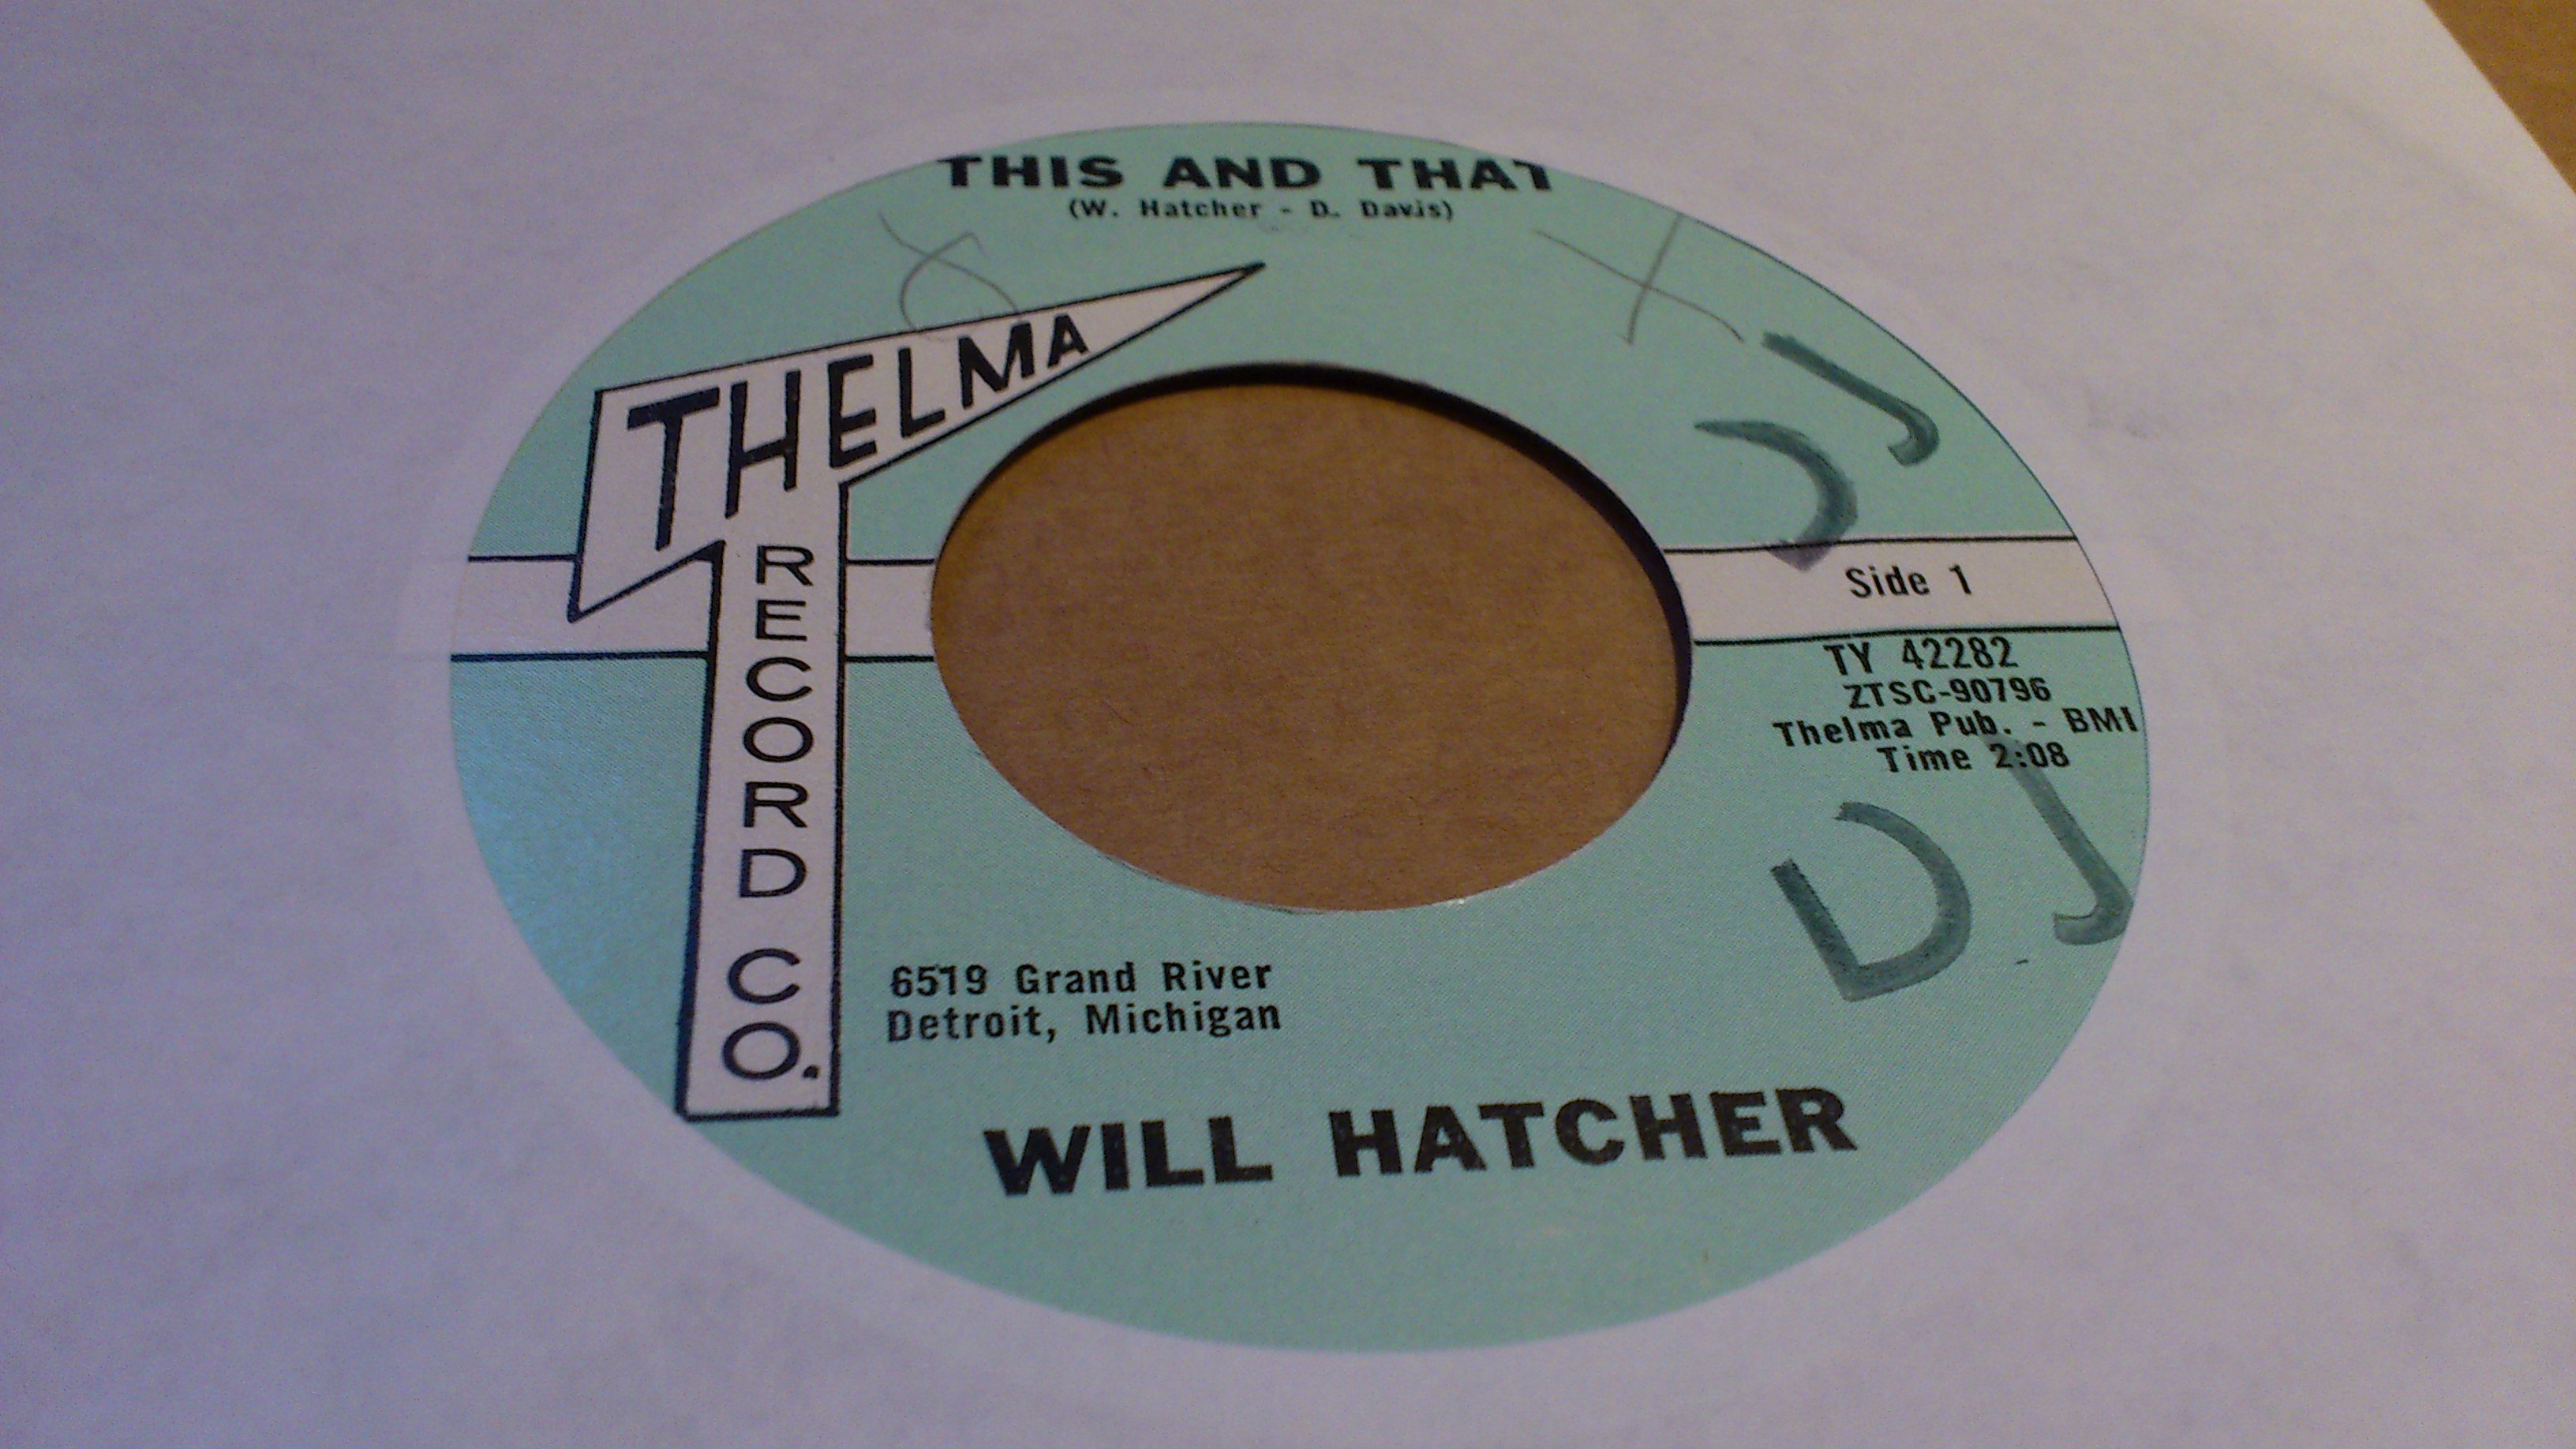 THIS AND THAT
(W. Hatcher - D. Davis)
THELMA
RECORD CO.
DJ
Side 1
TY 42282
ZTSC-90796
Thelma Pub. - BMI
Time 2:08
DJ
6519 Grand River
Detroit, Michigan
WILL HATCHER